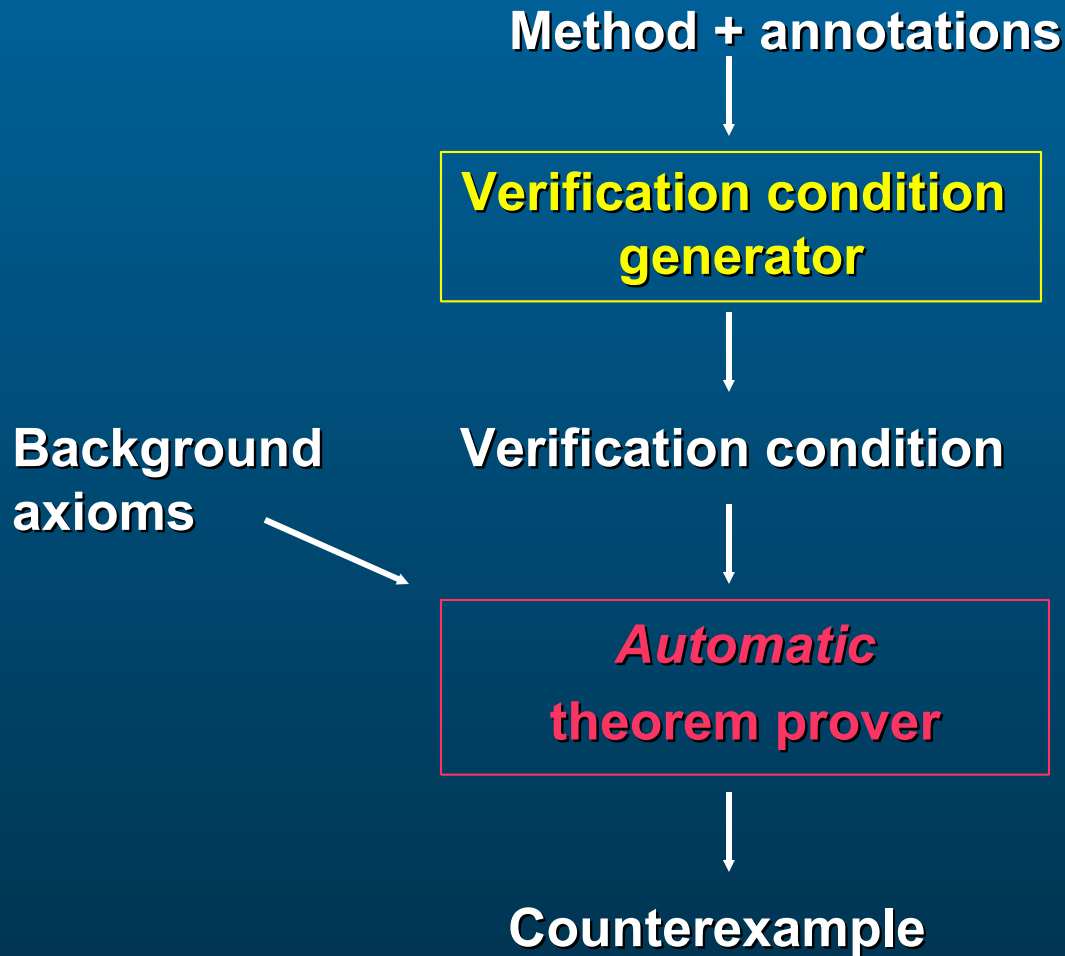 Method + annotations
Verification condition
generator
Background
axioms
Verification condition
Automatic
theorem prover
Counterexample